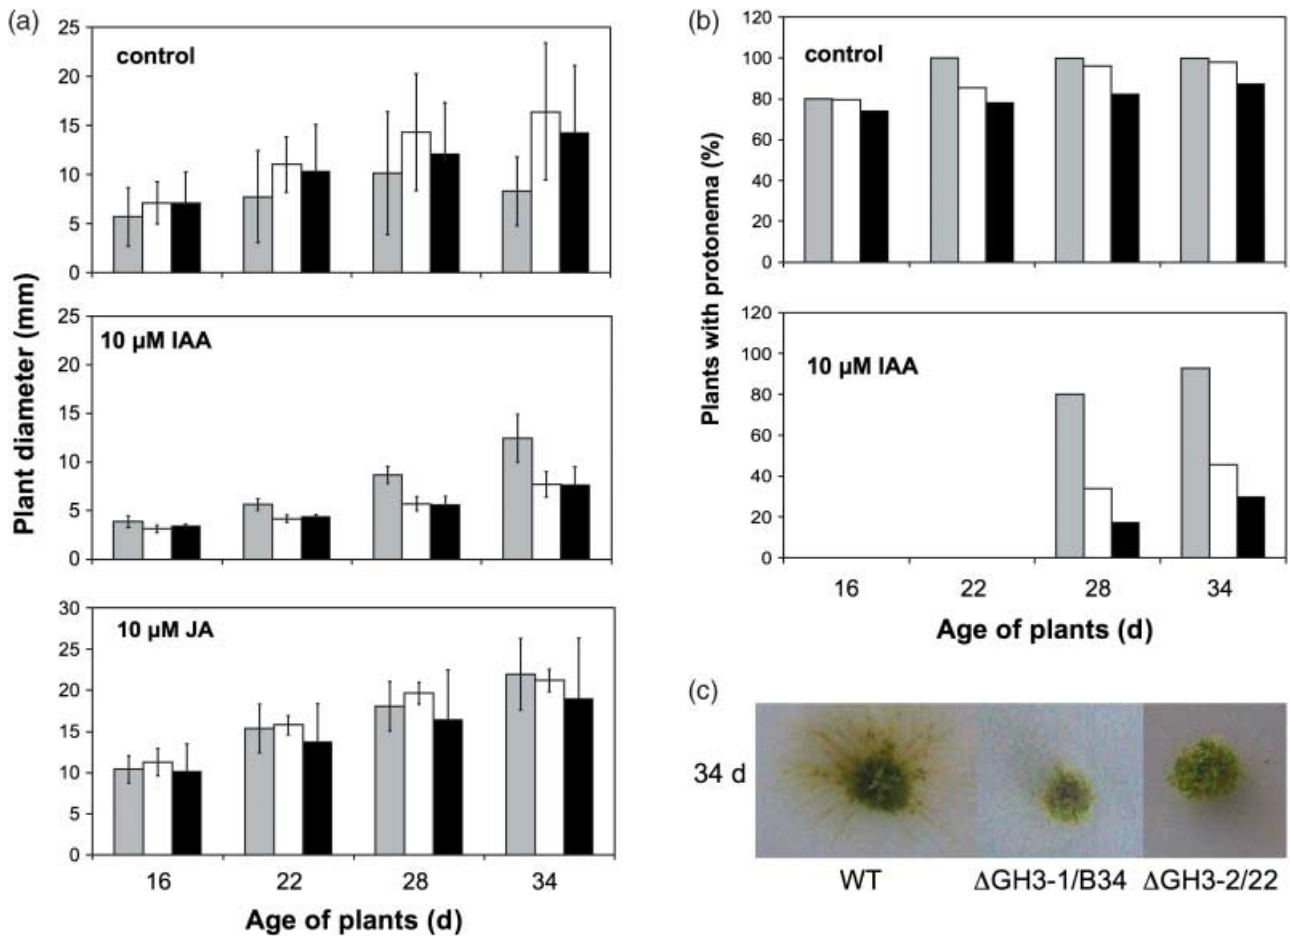 (a)
25
20
15
10
5
0
control
25
20
15
10
5
0
10 µM IAA
30
25
20
15
10
5
0
10 µM JA
16 22 28 34
Plant diameter (mm)
Age of plants (d)
(b)
120
100
80
60
40
20
0
control
120
100
80
60
40
20
0
10 µM IAA
16 22 28 34
Plants with protonema (%)
Age of plants (d)
(c)
34 d
WT ΔGH3-1/B34 ΔGH3-2/22